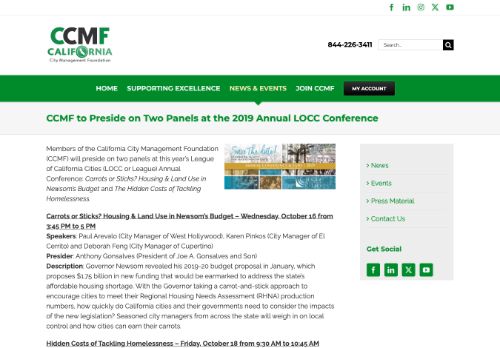 CCMF
CALIFORNIA
City Management Foundation
844-226-3411
Search...
HOME SUPPORTING EXCELLENCE NEWS & EVENTS JOIN CCMF MY ACCOUNT
CCMF to Preside on Two Panels at the 2019 Annual LOCC Conference
Members of the California City Management Foundation
(CCMF) will preside on two panels at this year's League
of California Cities (LOCC or League) Annual
Conference: Carrots or Sticks? Housing & Land Use in
Newsom's Budget and The Hidden Costs of Tackling
Homelessness.
Save the date!
Carrots or Sticks? Housing & Land Use in Newsom's Budget – Wednesday, October 16 from
3:45 PM to 5 PM
Speakers: Paul Arevalo (City Manager of West Hollywood), Karen Pinkos (City Manager of El
Cerrito) and Deborah Feng (City Manager of Cupertino)
Presider: Anthony Gonsalves (President of Joe A. Gonsalves and Son)
Description: Governor Newsom revealed his 2019-20 budget proposal in January, which
proposes $1.75 billion in new funding that would be earmarked to address the state's
affordable housing shortage. With the Governor taking a carrot-and-stick approach to
encourage cities to meet their Regional Housing Needs Assessment (RHNA) production
numbers, how quickly do California cities and their governments need to consider the impacts
of the new legislation? Seasoned city managers from across the state will weigh in on local
control and how cities can earn their carrots.
Hidden Costs of Tackling Homelessness – Friday, October 18 from 9:30 AM to 10:45 AM
> News
> Events
> Press Material
> Contact Us
Get Social